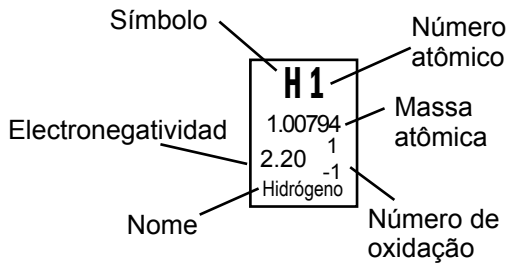 Símbolo
Número
atômico
H 1
1.00794
Massa
atômica
Electronegatividad
2.20
1
-1
Hidrógeno
Nome
Número de
oxidação